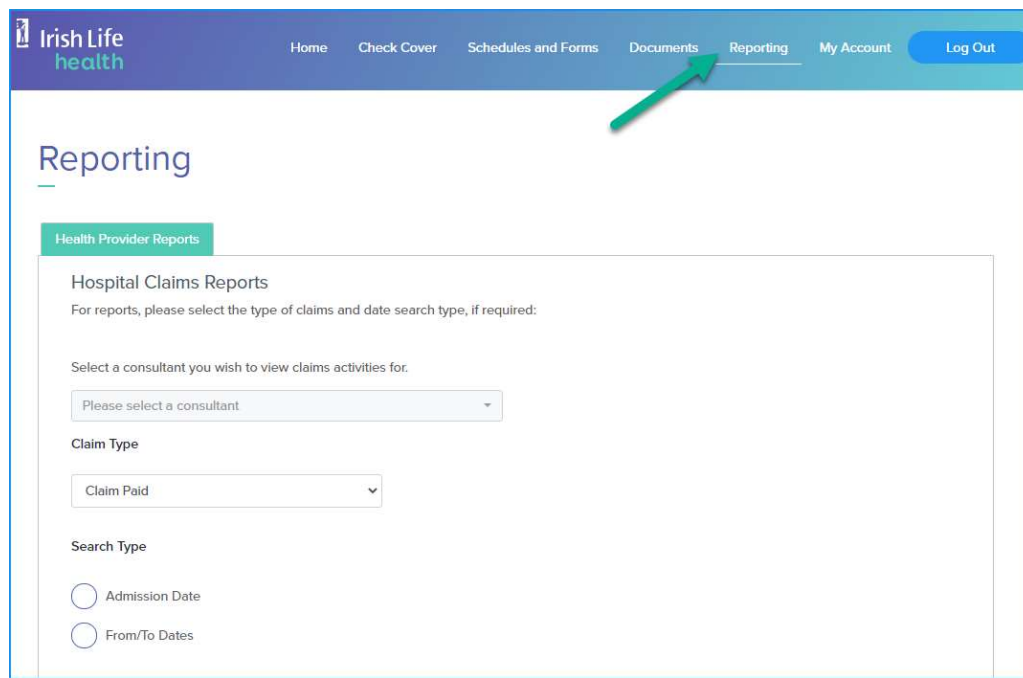 Irish Life
health
Home Check Cover Schedules and Forms Documents Reporting My Account Log Out
Reporting
Health Provider Reports
Hospital Claims Reports
For reports, please select the type of claims and date search type, if required:
Select a consultant you wish to view claims activities for.
Please select a consultant
Claim Type
Claim Paid
Search Type
Admission Date
From/To Dates